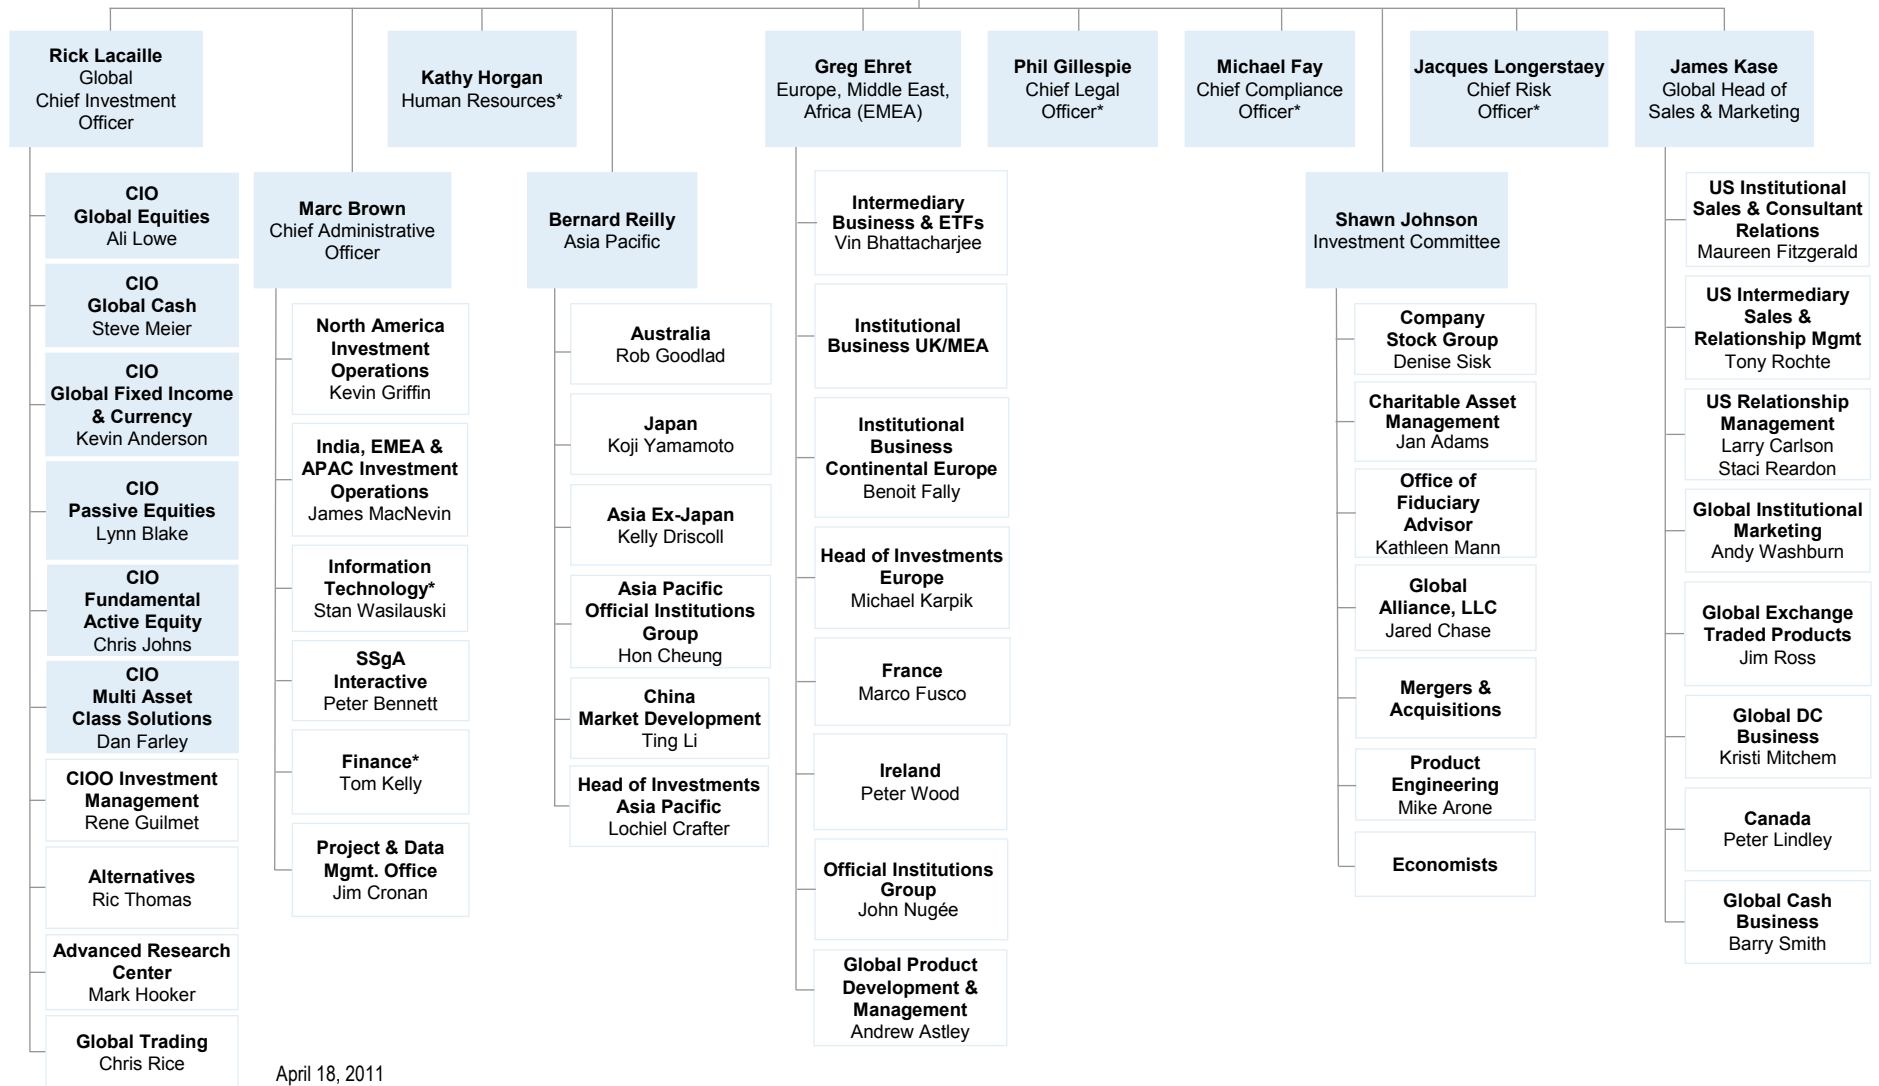 Rick Lacaille
Global
Chief Investment
Officer
Kathy Horgan
Human Resources*
Greg Ehret
Europe, Middle East,
Africa (EMEA)
Phil Gillespie
Chief Legal
Officer*
Michael Fay
Chief Compliance
Officer*
Jacques Longerstaey
Chief Risk
Officer*
James Kase
Global Head of
Sales & Marketing
CIO
Global Equities
Ali Lowe
CIO
Global Cash
Steve Meier
CIO
Global Fixed Income
& Currency
Kevin Anderson
CIO
Passive Equities
Lynn Blake
CIO
Fundamental
Active Equity
Chris Johns
CIO
Multi Asset
Class Solutions
Dan Farley
CIOO Investment
Management
Rene Guilmet
Alternatives
Ric Thomas
Advanced Research
Center
Mark Hooker
Global Trading
Chris Rice
Marc Brown
Chief Administrative
Officer
North America
Investment
Operations
Kevin Griffin
India, EMEA &
APAC Investment
Operations
James MacNevin
Information
Technology*
Stan Wasilauski
SSgA
Interactive
Peter Bennett
Finance*
Tom Kelly
Project & Data
Mgmt. Office
Jim Cronan
Bernard Reilly
Asia Pacific
Australia
Rob Goodlad
Japan
Koji Yamamoto
Asia Ex-Japan
Kelly Driscoll
Asia Pacific
Official Institutions
Group
Hon Cheung
China
Market Development
Ting Li
Head of Investments
Asia Pacific
Lochiel Crafter
Intermediary
Business & ETFs
Vin Bhattacharjee
Institutional
Business UK/MEA
Institutional
Business
Continental Europe
Benoit Fally
Head of Investments
Europe
Michael Karpik
France
Marco Fusco
Ireland
Peter Wood
Official Institutions
Group
John Nugée
Global Product
Development &
Management
Andrew Astley
Shawn Johnson
Investment Committee
Company
Stock Group
Denise Sisk
Charitable Asset
Management
Jan Adams
Office of
Fiduciary
Advisor
Kathleen Mann
Global
Alliance, LLC
Jared Chase
Mergers &
Acquisitions
Product
Engineering
Mike Arone
Economists
US Institutional
Sales & Consultant
Relations
Maureen Fitzgerald
US Intermediary
Sales &
Relationship Mgmt
Tony Rochte
US Relationship
Management
Larry Carlson
Staci Reardon
Global Institutional
Marketing
Andy Washburn
Global Exchange
Traded Products
Jim Ross
Global DC
Business
Kristi Mitchem
Canada
Peter Lindley
Global Cash
Business
Barry Smith
April 18, 2011